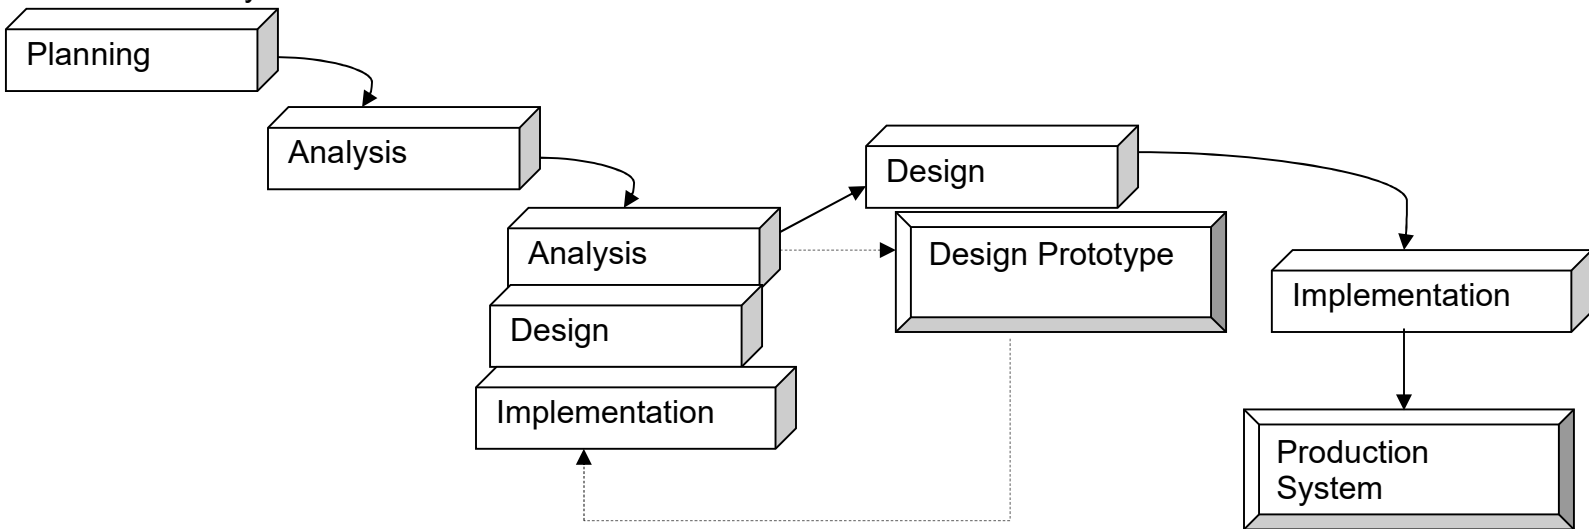 Planning
Analysis
Design
Analysis
Design Prototype
Implementation
Design
Implementation
Production
System